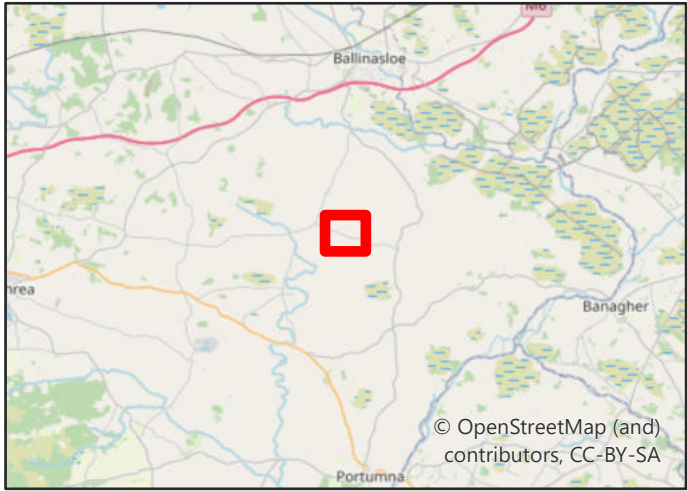 M6
Ballinasloe
nrea
Banagher
© OpenStreetMap (and)
contributors, CC-BY-SA
Portumna